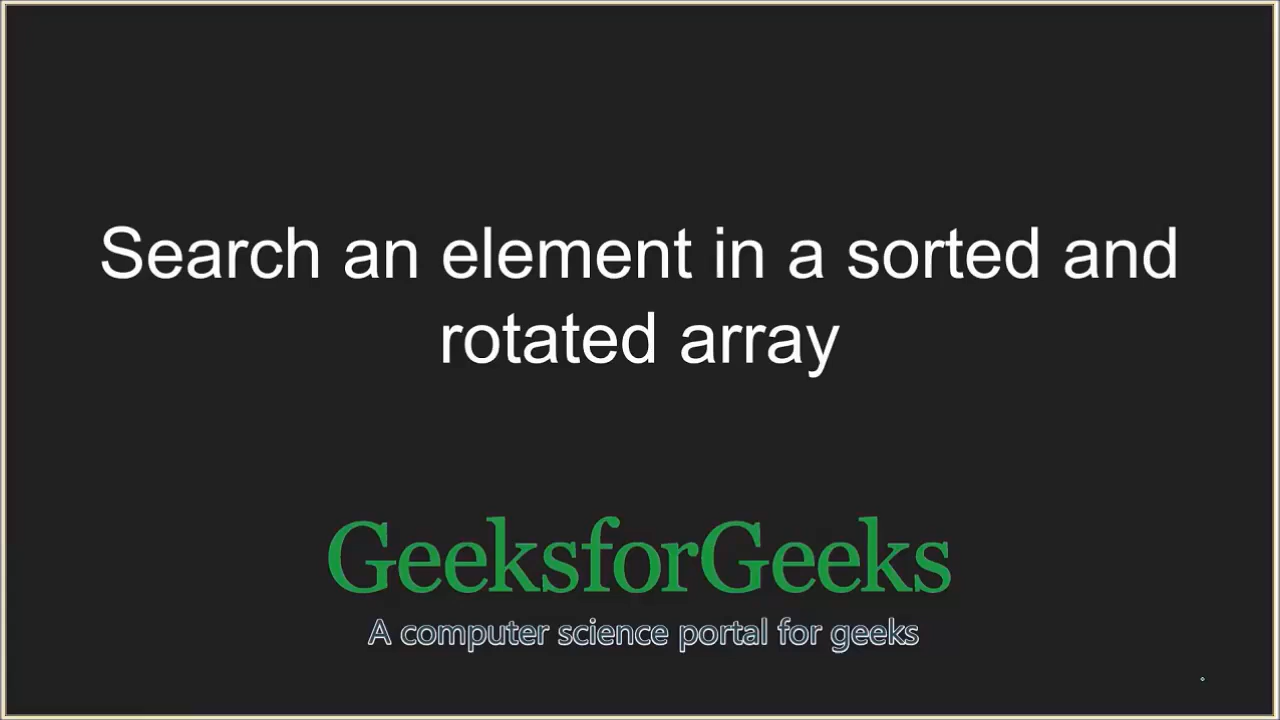 Search an element in a sorted and
rotated array
GeeksforGeeks
A computer science portal for geeks